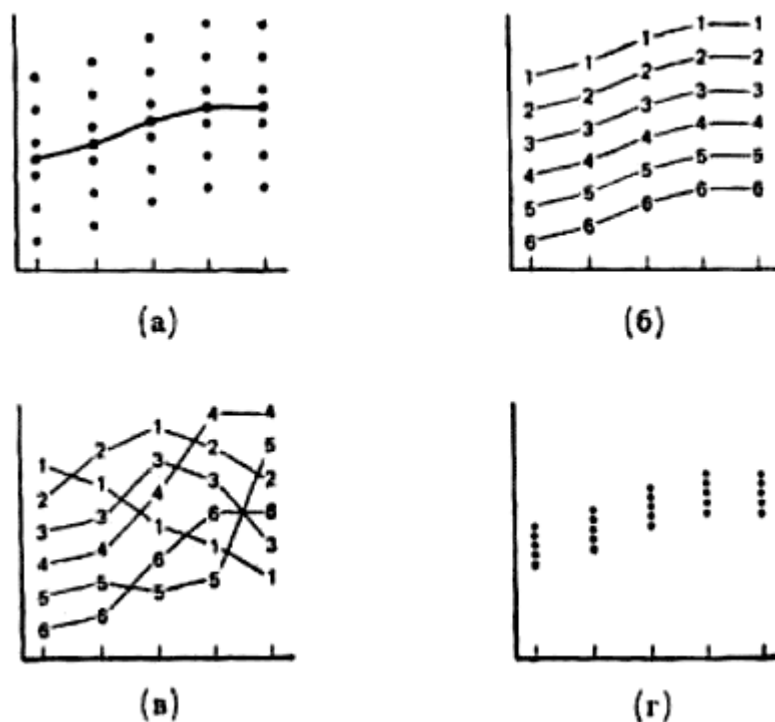 1 1 1 1 1
2 2 2 2 2
3 3 3 3 3
4 4 4 4 4
5 5 5 5 5
6 6 6 6 6
(а)
(б)
4 4
2 1 2 5
1 1 3 3 2
2 3 4 6 6
3 4 1 1 3
4 5 6 5 1
5 6 5
6
(в)
(г)